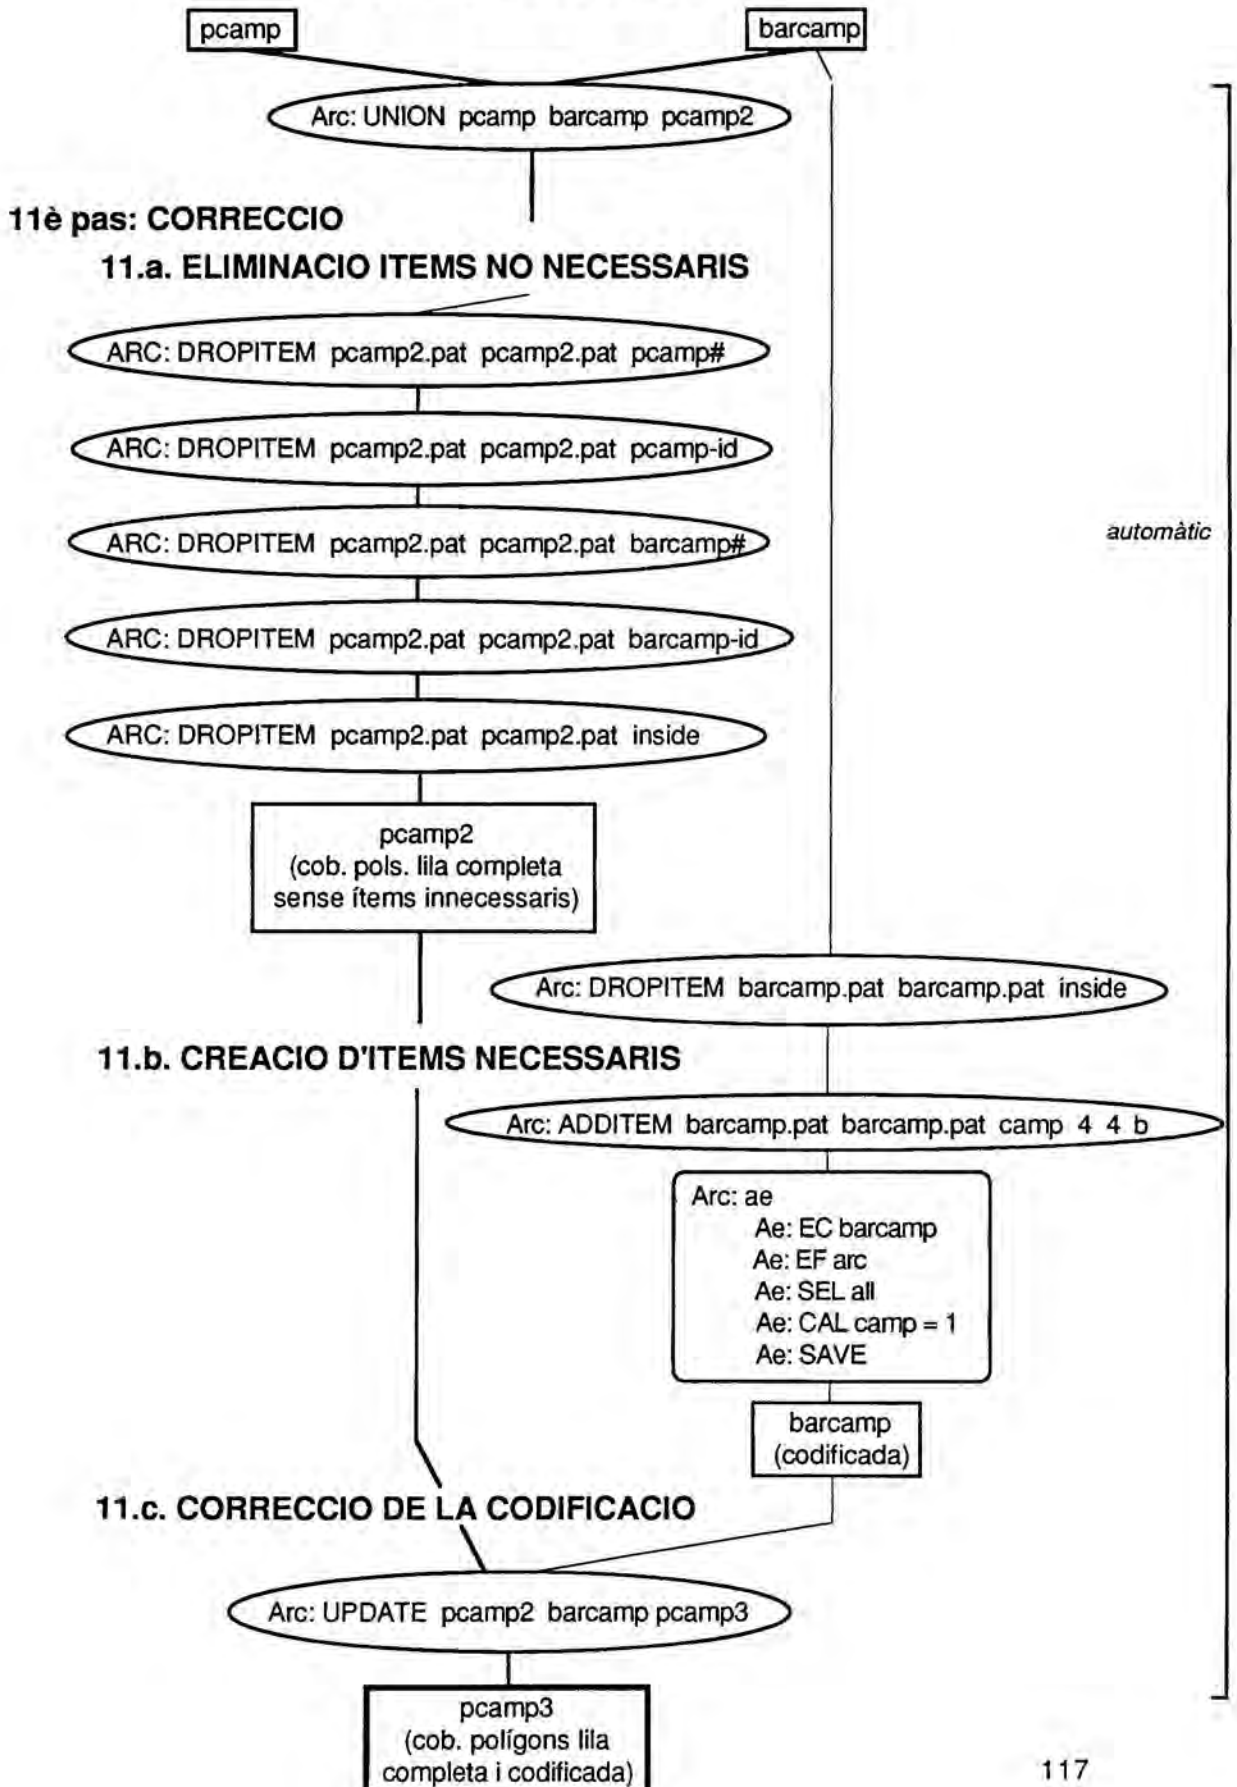 pcamp
barcamp
Arc: UNION pcamp barcamp pcamp2
11è pas: CORRECCIO
11.a. ELIMINACIO ITEMS NO NECESSARIS
ARC: DROPITEM pcamp2.pat pcamp2.pat pcamp#
ARC: DROPITEM pcamp2.pat pcamp2.pat pcamp-id
ARC: DROPITEM pcamp2.pat pcamp2.pat barcamp#
automàtic
ARC: DROPITEM pcamp2.pat pcamp2.pat barcamp-id
ARC: DROPITEM pcamp2.pat pcamp2.pat inside
pcamp2
(cob. pols. lila completa
sense ítems innecessaris)
Arc: DROPITEM barcamp.pat barcamp.pat inside
11.b. CREACIO D'ITEMS NECESSARIS
Arc: ADDITEM barcamp.pat barcamp.pat camp 4 4 b
Arc: ae
Ae: EC barcamp
Ae: EF arc
Ae: SEL all
Ae: CAL camp = 1
Ae: SAVE
barcamp
(codificada)
11.c. CORRECCIO DE LA CODIFICACIO
Arc: UPDATE pcamp2 barcamp pcamp3
pcamp3
(cob. polígons lila
completa i codificada)
117